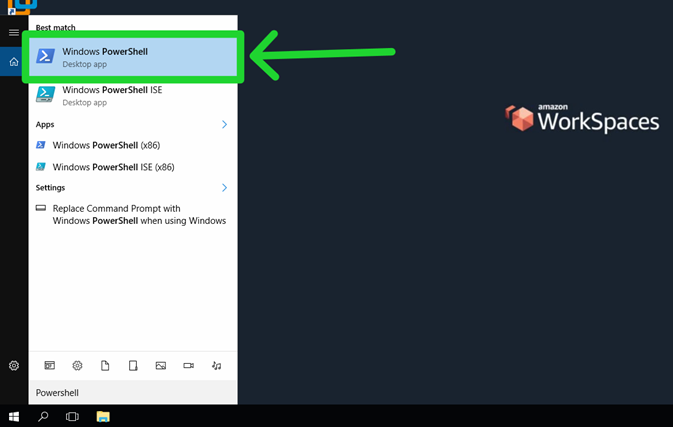 Best match
Windows PowerShell
Desktop app
Windows PowerShell ISE
Desktop app
Apps
Windows PowerShell (x86)
Windows PowerShell ISE (x86)
Settings
Replace Command Prompt with
Windows PowerShell when using Windows
Powershell
amazon
WorkSpaces